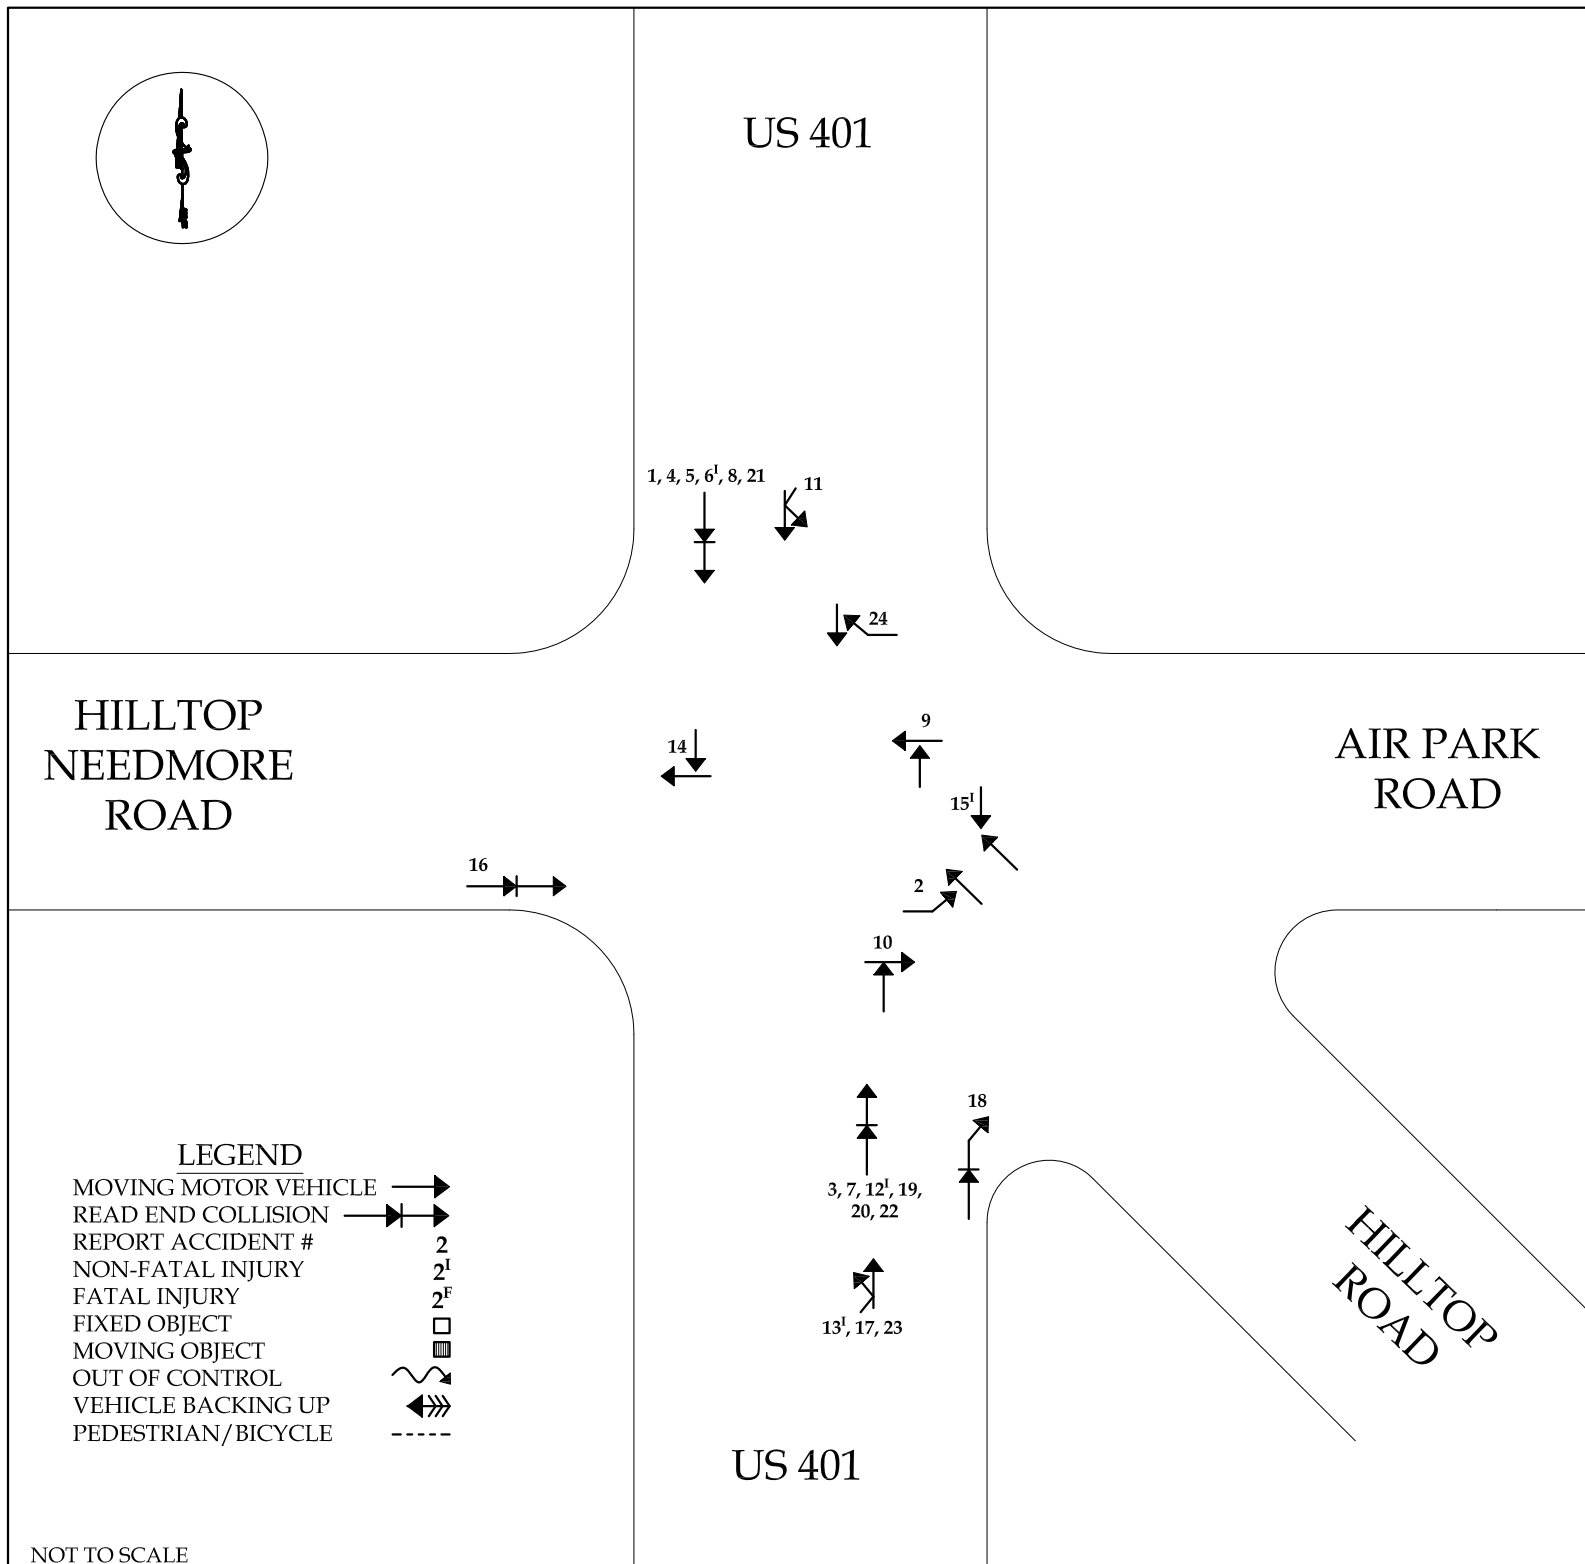 US 401
1, 4, 5, 6ᴵ, 8, 21
11
24
HILLTOP
NEEDMORE
ROAD
14
9
AIR PARK
ROAD
15ᴵ
16
2
10
18
3, 7, 12ᴵ, 19,
20, 22
13ᴵ, 17, 23
HILLTOP
ROAD
LEGEND
MOVING MOTOR VEHICLE
READ END COLLISION
REPORT ACCIDENT # 2
NON-FATAL INJURY 2ᴵ
FATAL INJURY 2ᶠ
FIXED OBJECT
MOVING OBJECT
OUT OF CONTROL
VEHICLE BACKING UP
PEDESTRIAN/BICYCLE
US 401
NOT TO SCALE